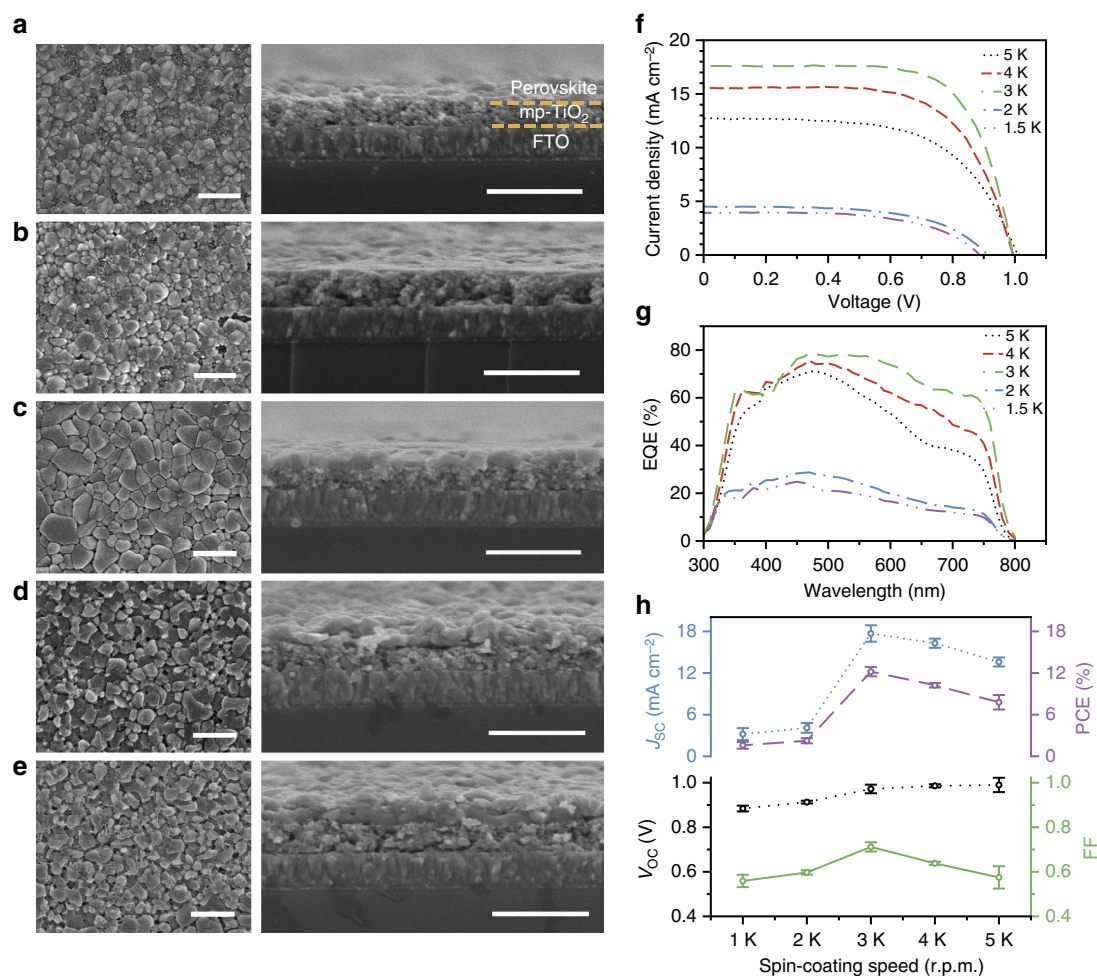 a
Perovskite
mp-TiO₂
FTO
b
c
d
e
f
Current density (mA cm⁻²)
20
15
10
5
0
0 0.2 0.4 0.6 0.8 1.0
Voltage (V)
5 K
4 K
3 K
2 K
1.5 K
g
EQE (%)
80
60
40
20
0
300 400 500 600 700 800
Wavelength (nm)
5 K
4 K
3 K
2 K
1.5 K
h
J_SC (mA cm⁻²)
18
12
6
0
18
12
6
0
PCE (%)
V_OC (V)
1.0
0.8
0.6
0.4
1.0
0.8
0.6
0.4
FF
1 K 2 K 3 K 4 K 5 K
Spin-coating speed (r.p.m.)